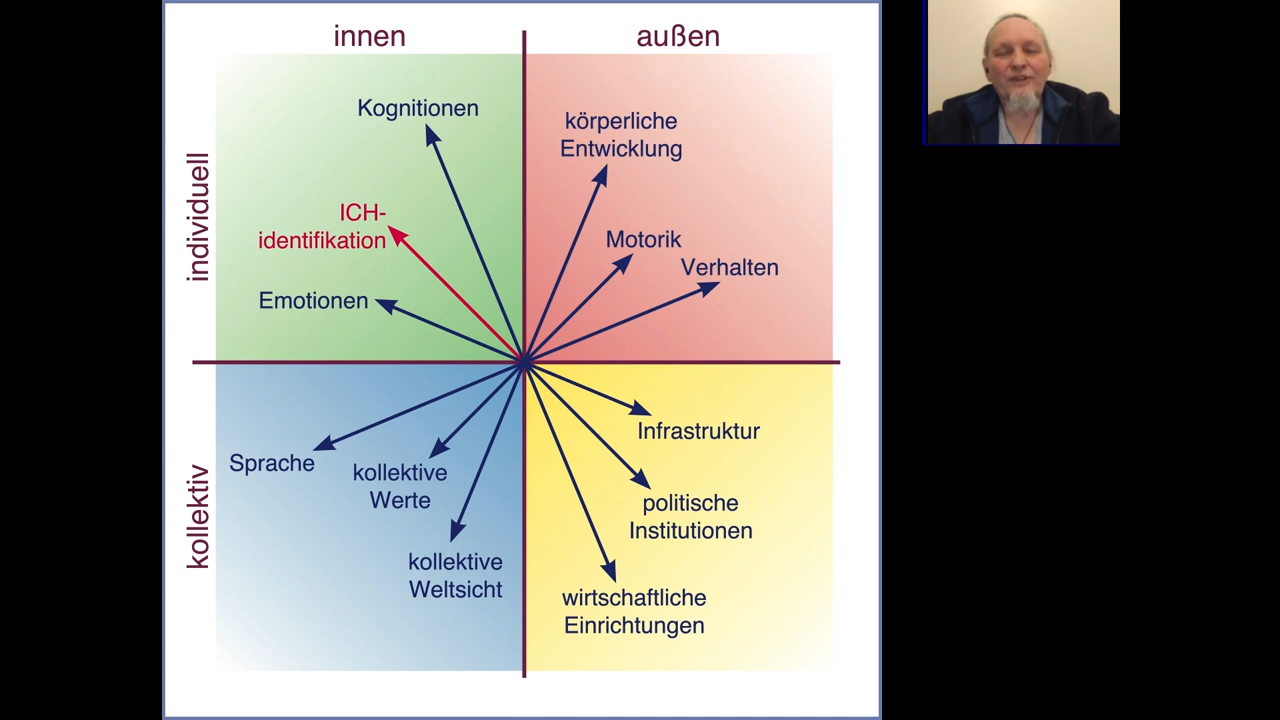 innen
außen
individuell
kollektiv
Kognitionen
ICH-
identifikation
Emotionen
körperliche
Entwicklung
Motorik
Verhalten
Sprache
kollektive
Werte
kollektive
Weltsicht
Infrastruktur
politische
Institutionen
wirtschaftliche
Einrichtungen